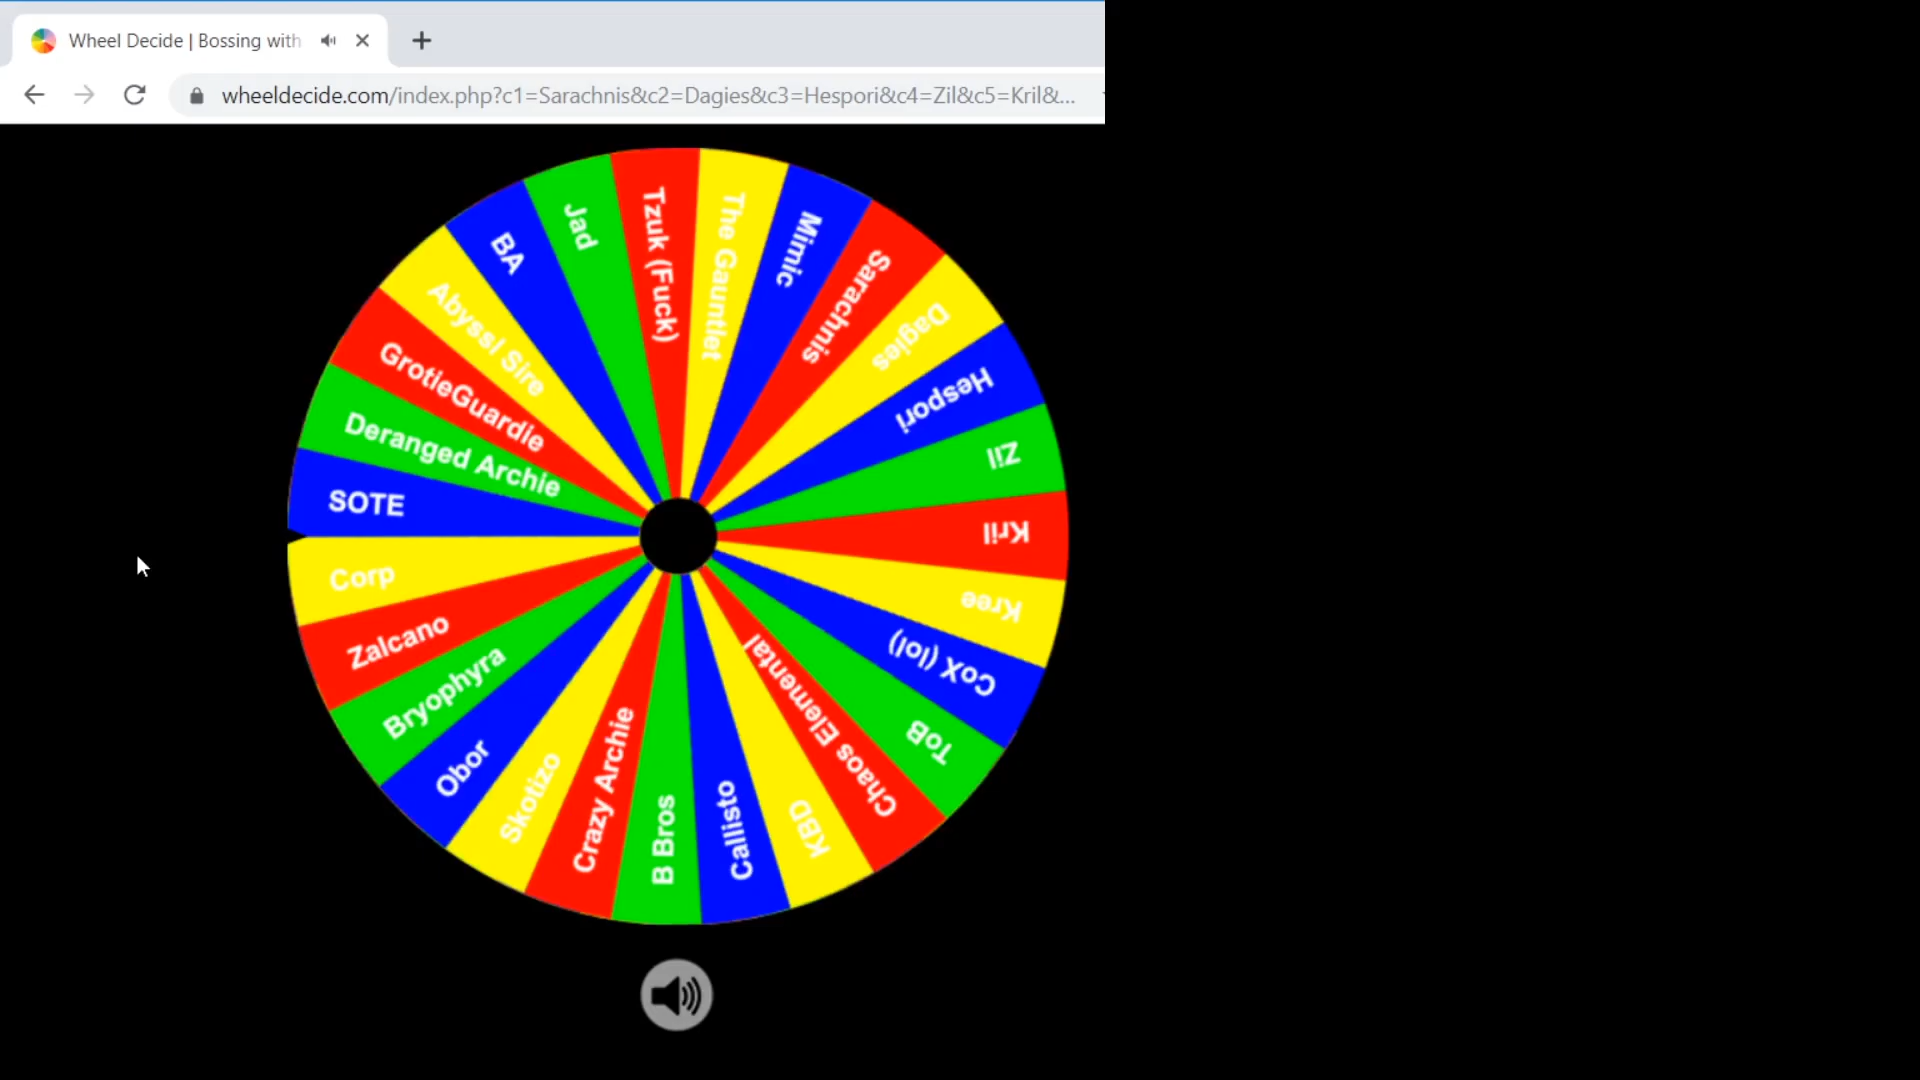 Wheel Decide | Bossing with
wheeldecide.com/index.php?c1=Sarachnis&c2=Dagies&c3=Hespori&c4=Zil&c5=Kril&...
Tzuk (Fuck)
The Gauntlet
Mimic
Sarachnis
Dagies
Hespori
Zil
Kril
Kree
CoX (lol)
ToB
Chaos Elemental
KBD
Callisto
B Bros
Crazy Archie
Skotizo
Obor
Bryophyra
Zalcano
Corp
SOTE
Deranged Archie
GrotieGuardie
Abyssl Sire
BA
Jad